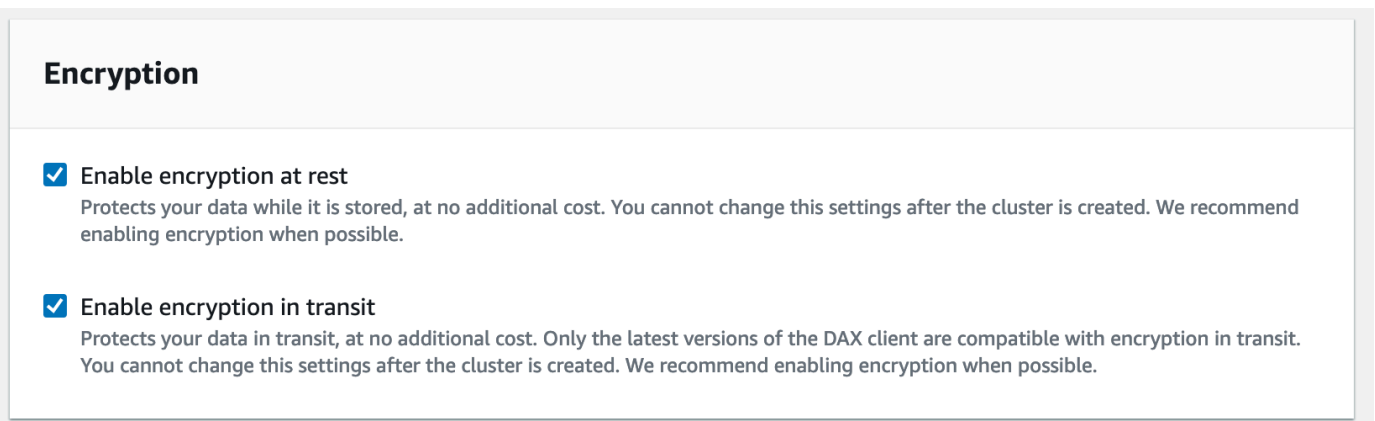 Encryption
Enable encryption at rest
Protects your data while it is stored, at no additional cost. You cannot change this settings after the cluster is created. We recommend
enabling encryption when possible.
Enable encryption in transit
Protects your data in transit, at no additional cost. Only the latest versions of the DAX client are compatible with encryption in transit.
You cannot change this settings after the cluster is created. We recommend enabling encryption when possible.